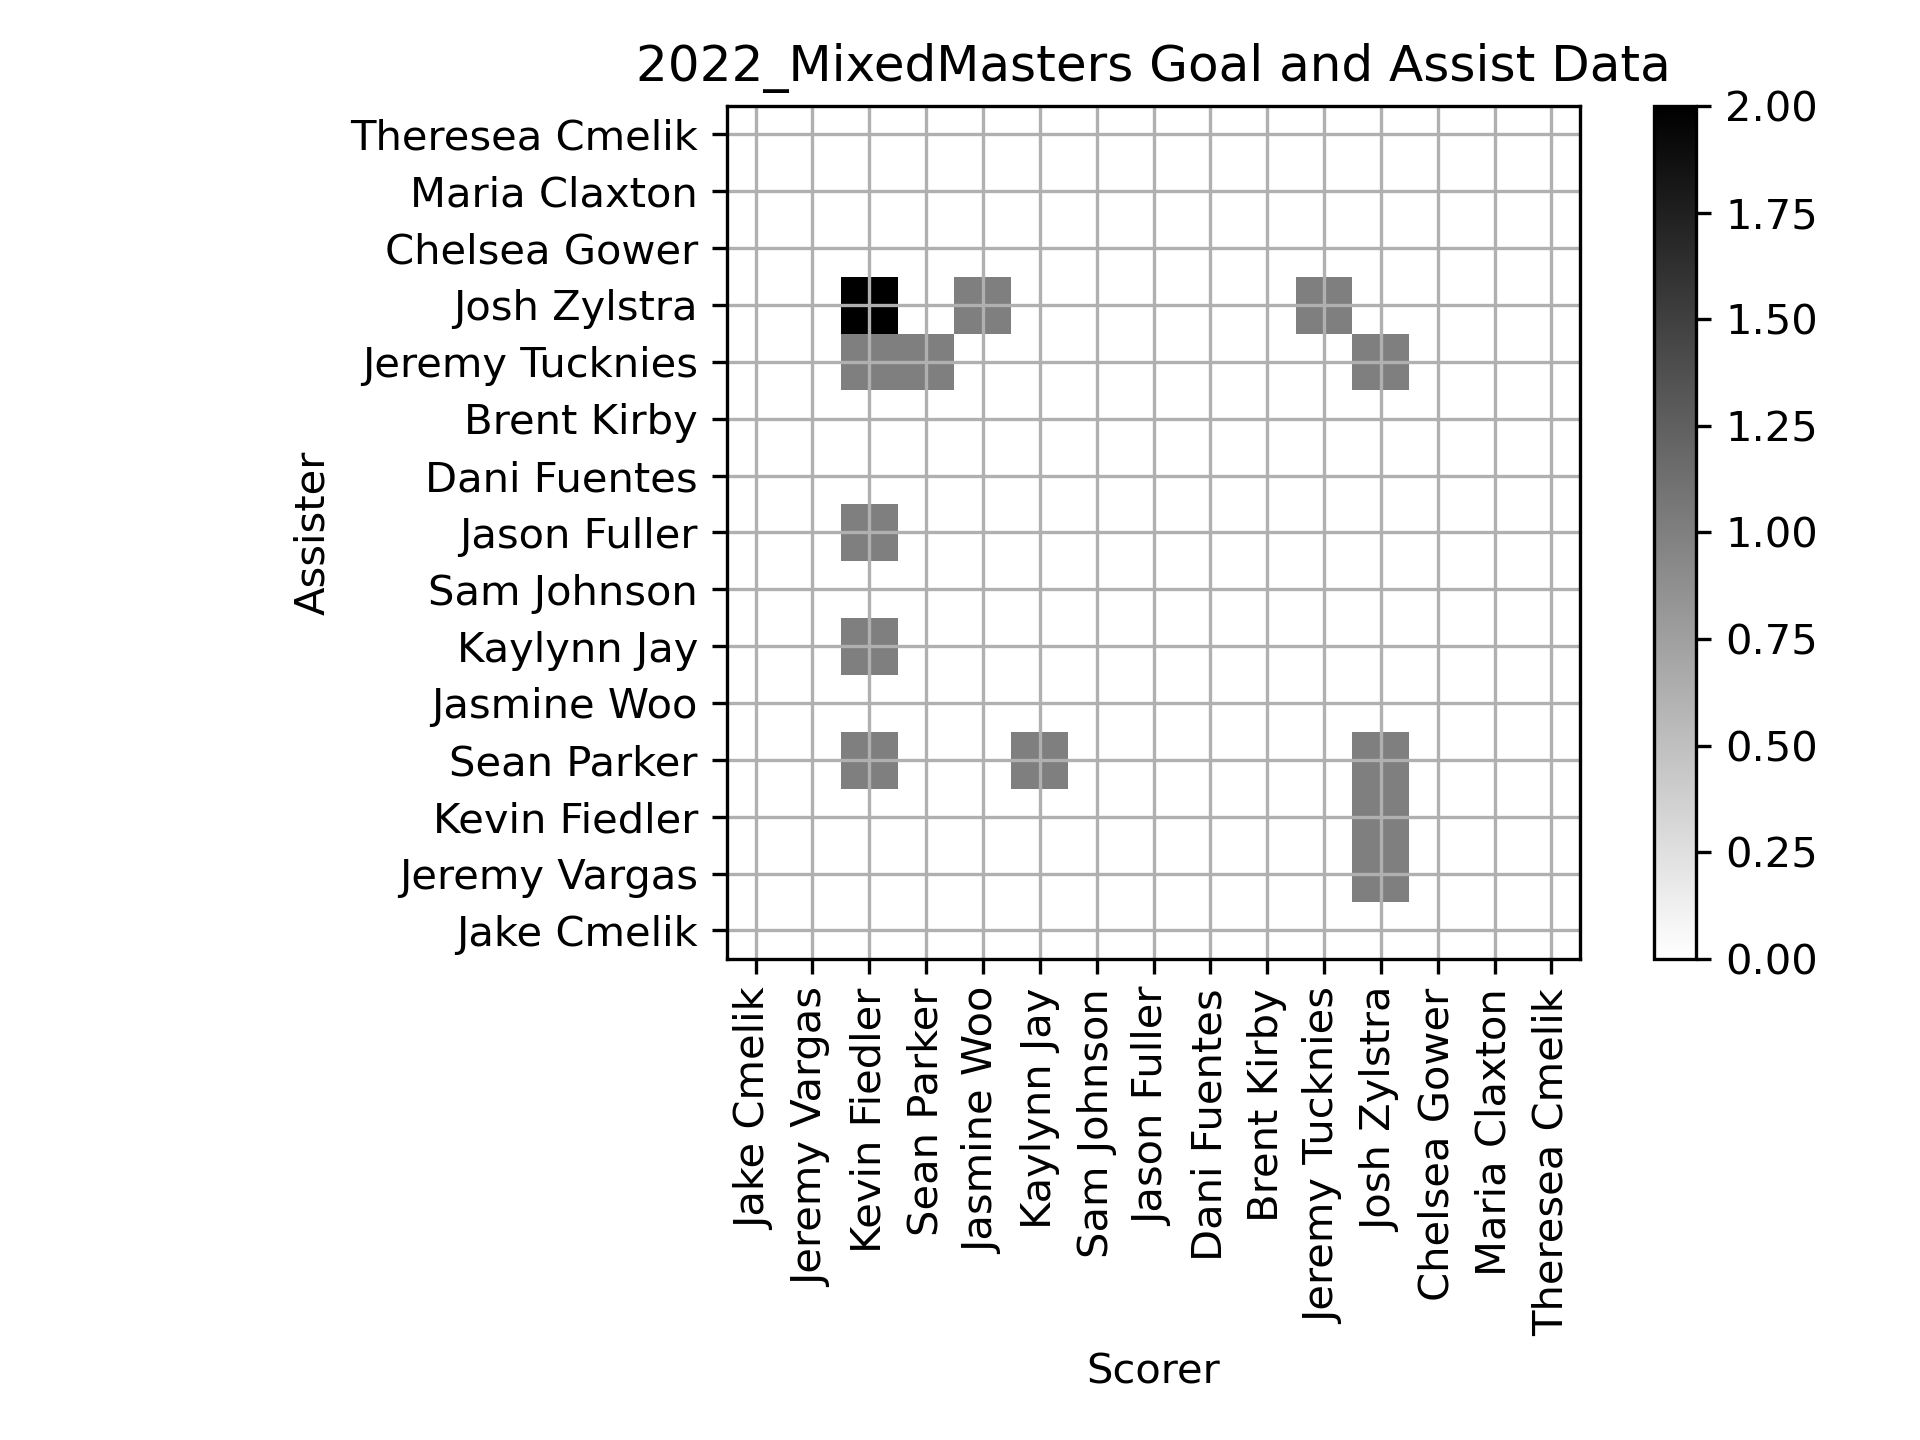 2022_MixedMasters Goal and Assist Data
Assister
Theresea Cmelik
Maria Claxton
Chelsea Gower
Josh Zylstra
Jeremy Tucknies
Brent Kirby
Dani Fuentes
Jason Fuller
Sam Johnson
Kaylynn Jay
Jasmine Woo
Sean Parker
Kevin Fiedler
Jeremy Vargas
Jake Cmelik
Jake Cmelik
Jeremy Vargas
Kevin Fiedler
Sean Parker
Jasmine Woo
Kaylynn Jay
Sam Johnson
Jason Fuller
Dani Fuentes
Brent Kirby
Jeremy Tucknies
Josh Zylstra
Chelsea Gower
Maria Claxton
Theresea Cmelik
Scorer
2.00
1.75
1.50
1.25
1.00
0.75
0.50
0.25
0.00